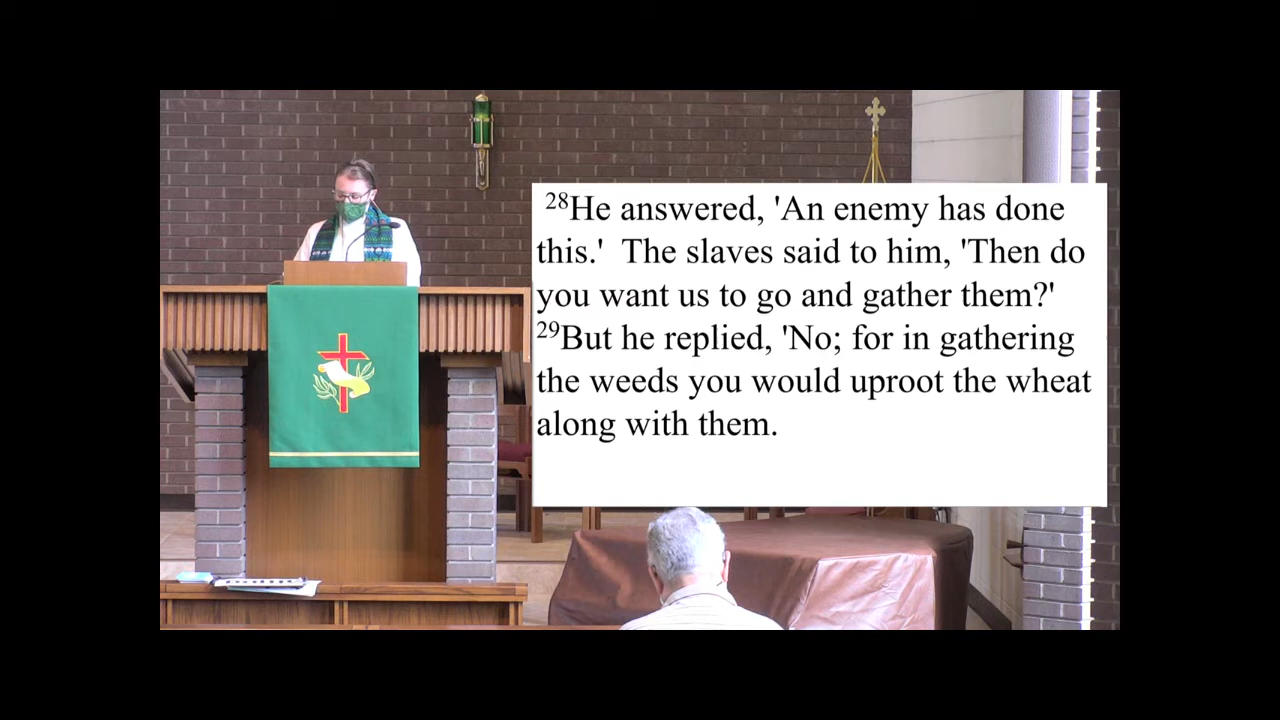 ²⁸He answered, 'An enemy has done
this.'  The slaves said to him, 'Then do
you want us to go and gather them?'
²⁹But he replied, 'No; for in gathering
the weeds you would uproot the wheat
along with them.